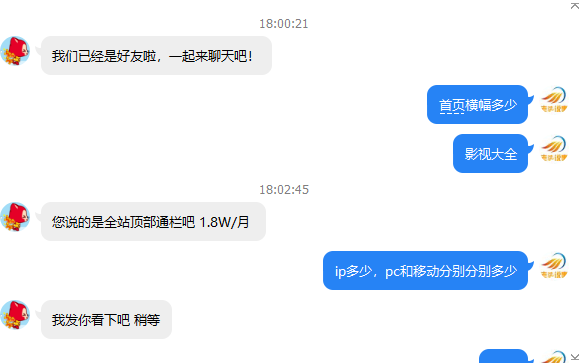 18:00:21
我们已经是好友啦，一起来聊天吧！
首页横幅多少
影视大全
18:02:45
您说的是全站顶部通栏吧 1.8W/月
ip多少，pc和移动分别分别多少
我发你看下吧 稍等